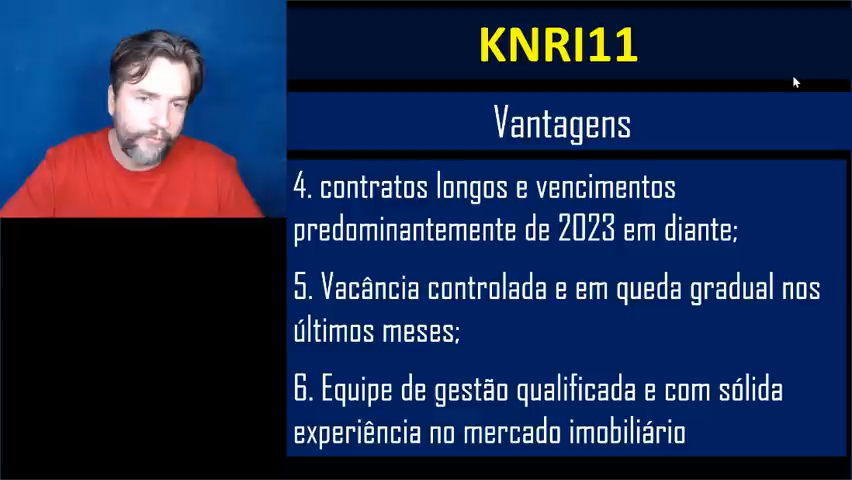 KNRI11
Vantagens
4. contratos longos e vencimentos
predominantemente de 2023 em diante;
5. Vacância controlada e em queda gradual nos
últimos meses;
6. Equipe de gestão qualificada e com sólida
experiência no mercado imobiliário